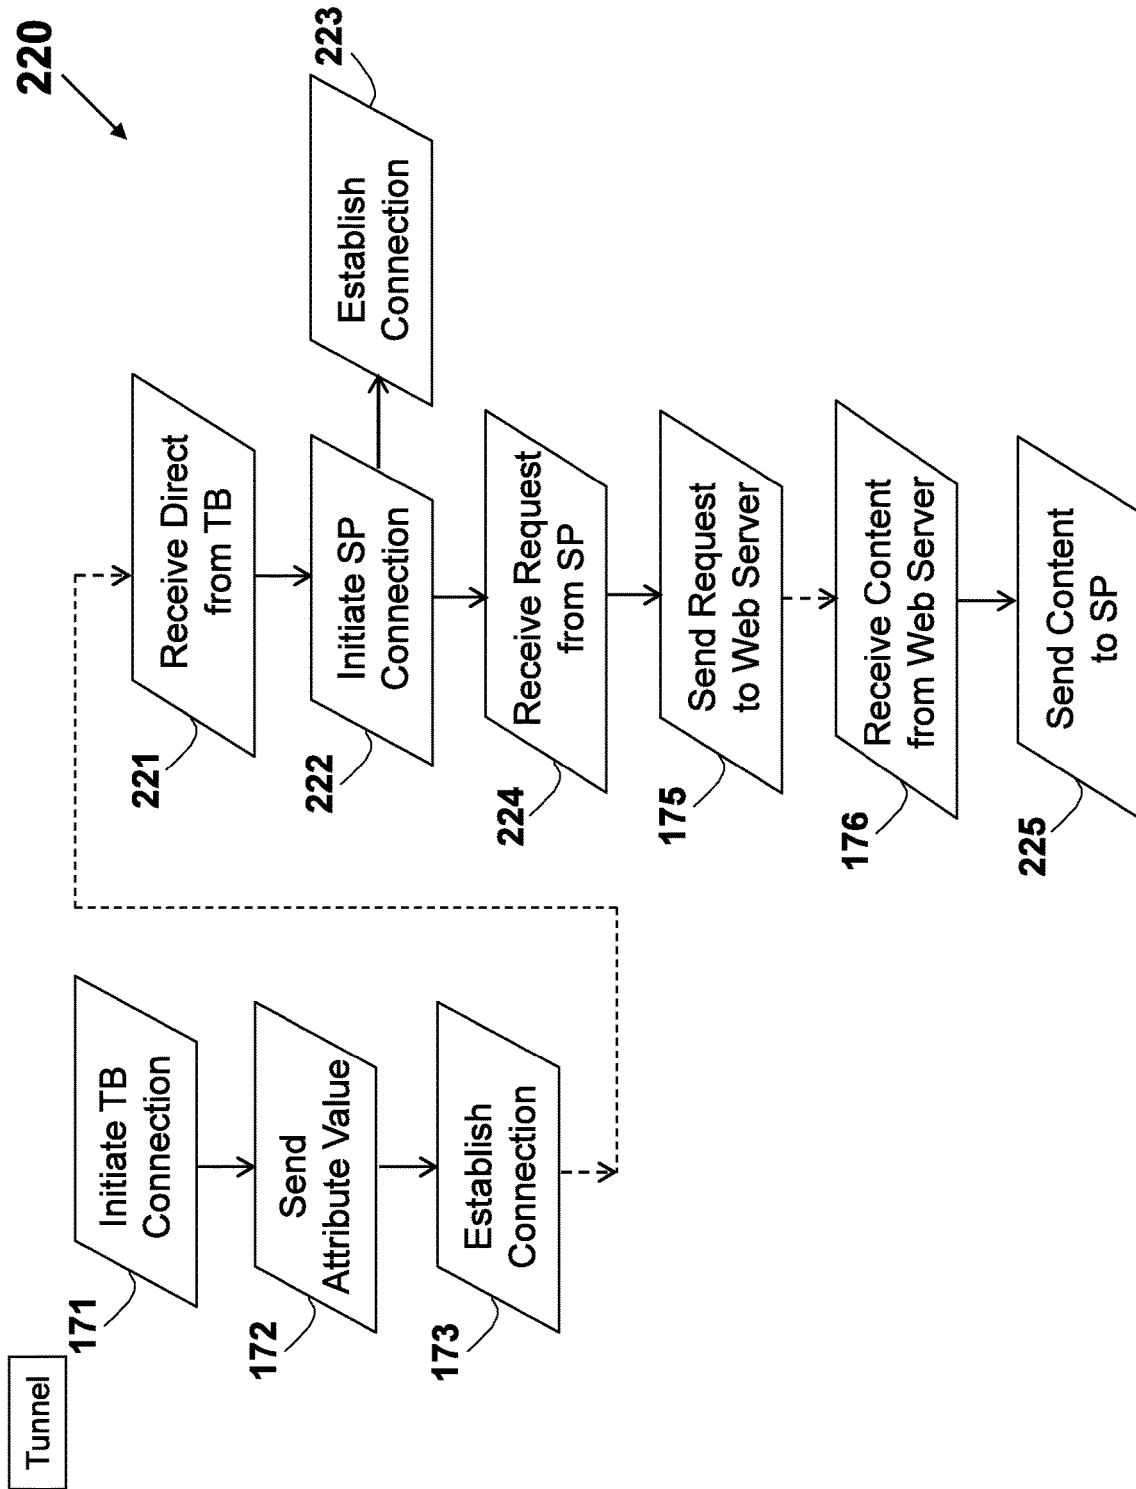 220
Tunnel
171
Initiate TB
Connection
172
Send
Attribute Value
173
Establish
Connection
221
Receive Direct
from TB
222
Initiate SP
Connection
223
Establish
Connection
224
Receive Request
from SP
175
Send Request
to Web Server
176
Receive Content
from Web Server
225
Send Content
to SP